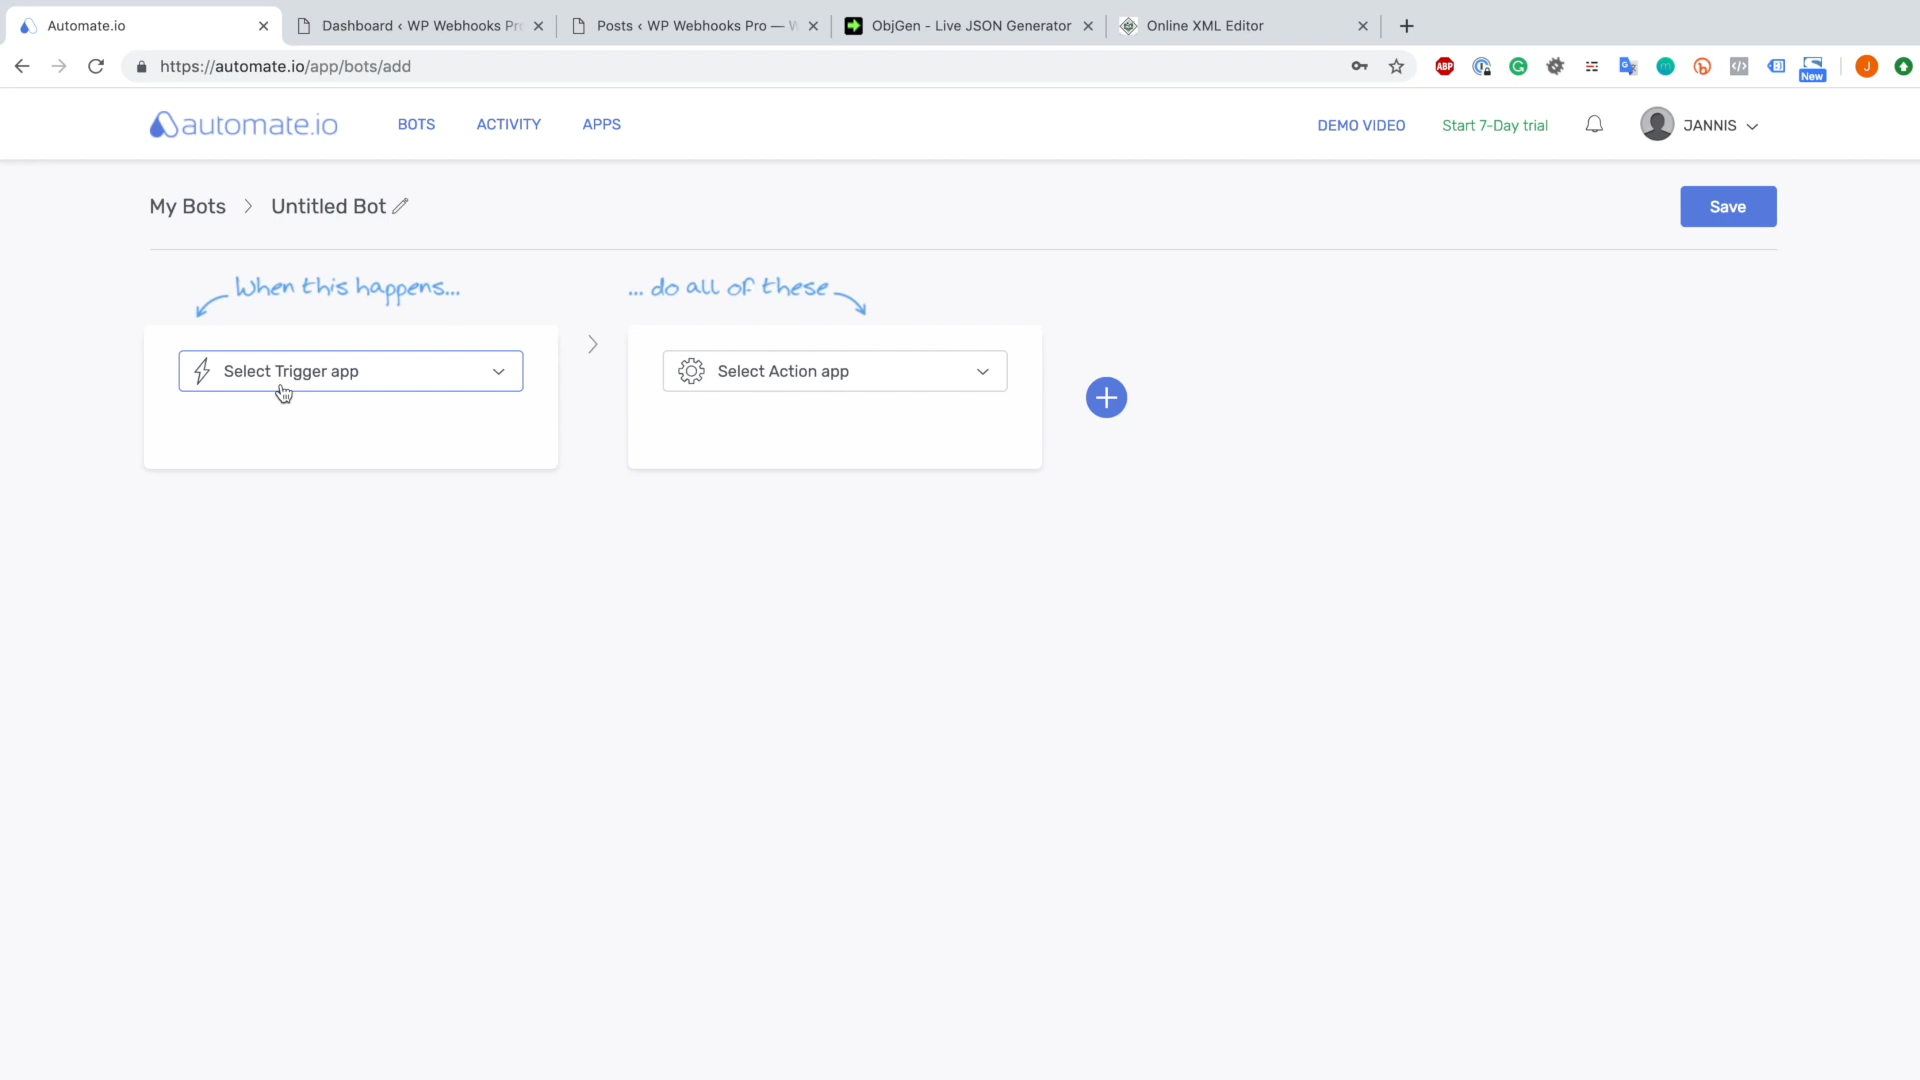 Automate.io
Dashboard ‹ WP Webhooks Pr
Posts ‹ WP Webhooks Pro —
ObjGen - Live JSON Generator
Online XML Editor
https://automate.io/app/bots/add
ABP
New
J
automate.io
BOTS
ACTIVITY
APPS
DEMO VIDEO
Start 7-Day trial
JANNIS
My Bots
Untitled Bot
Save
When this happens...
... do all of these
Select Trigger app
Select Action app